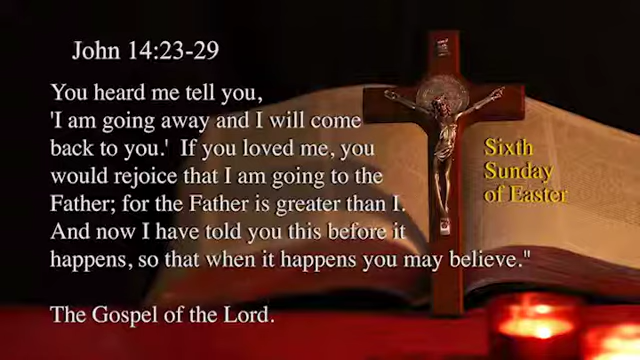 John 14:23-29
You heard me tell you,
'I am going away and I will come
back to you.' If you loved me, you
would rejoice that I am going to the
Father; for the Father is greater than I.
And now I have told you this before it
happens, so that when it happens you may believe."
The Gospel of the Lord.
Sixth
Sunday
of Easter